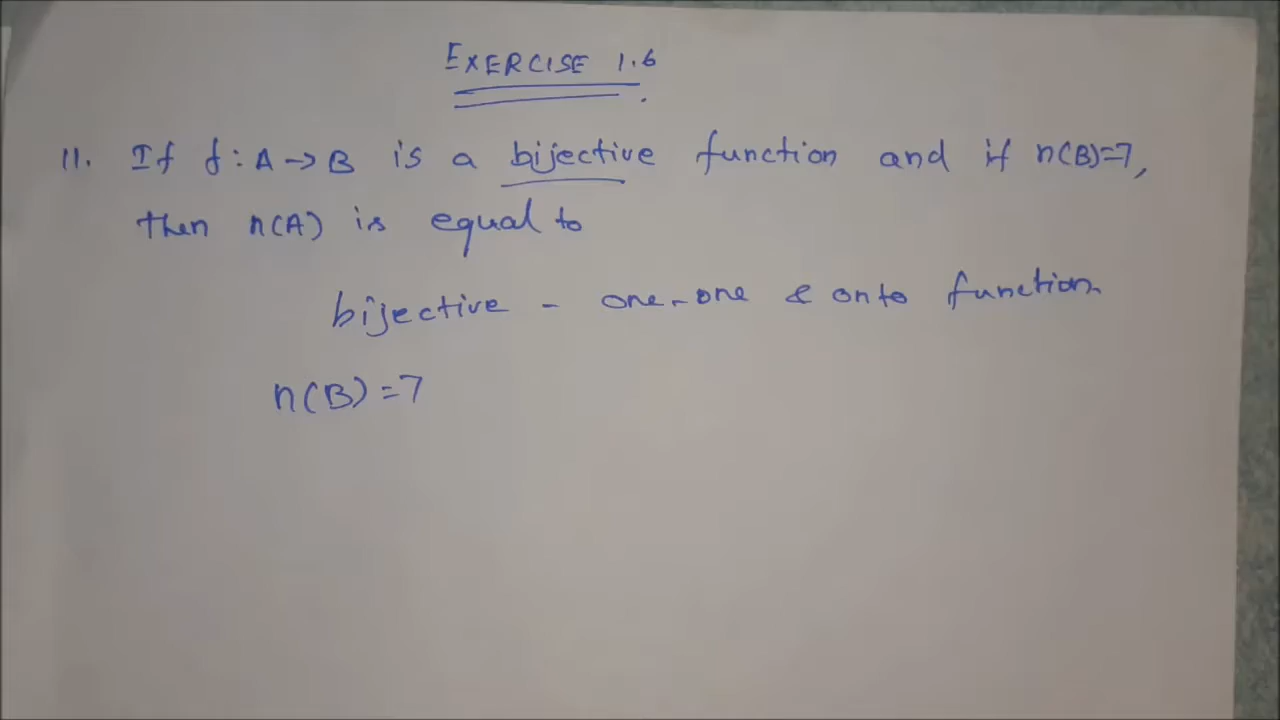 EXERCISE 1.6
11. If f: A → B is a bijective function and if n(B)=7,
then n(A) is equal to
bijective - one-one & onto function
n(B)=7